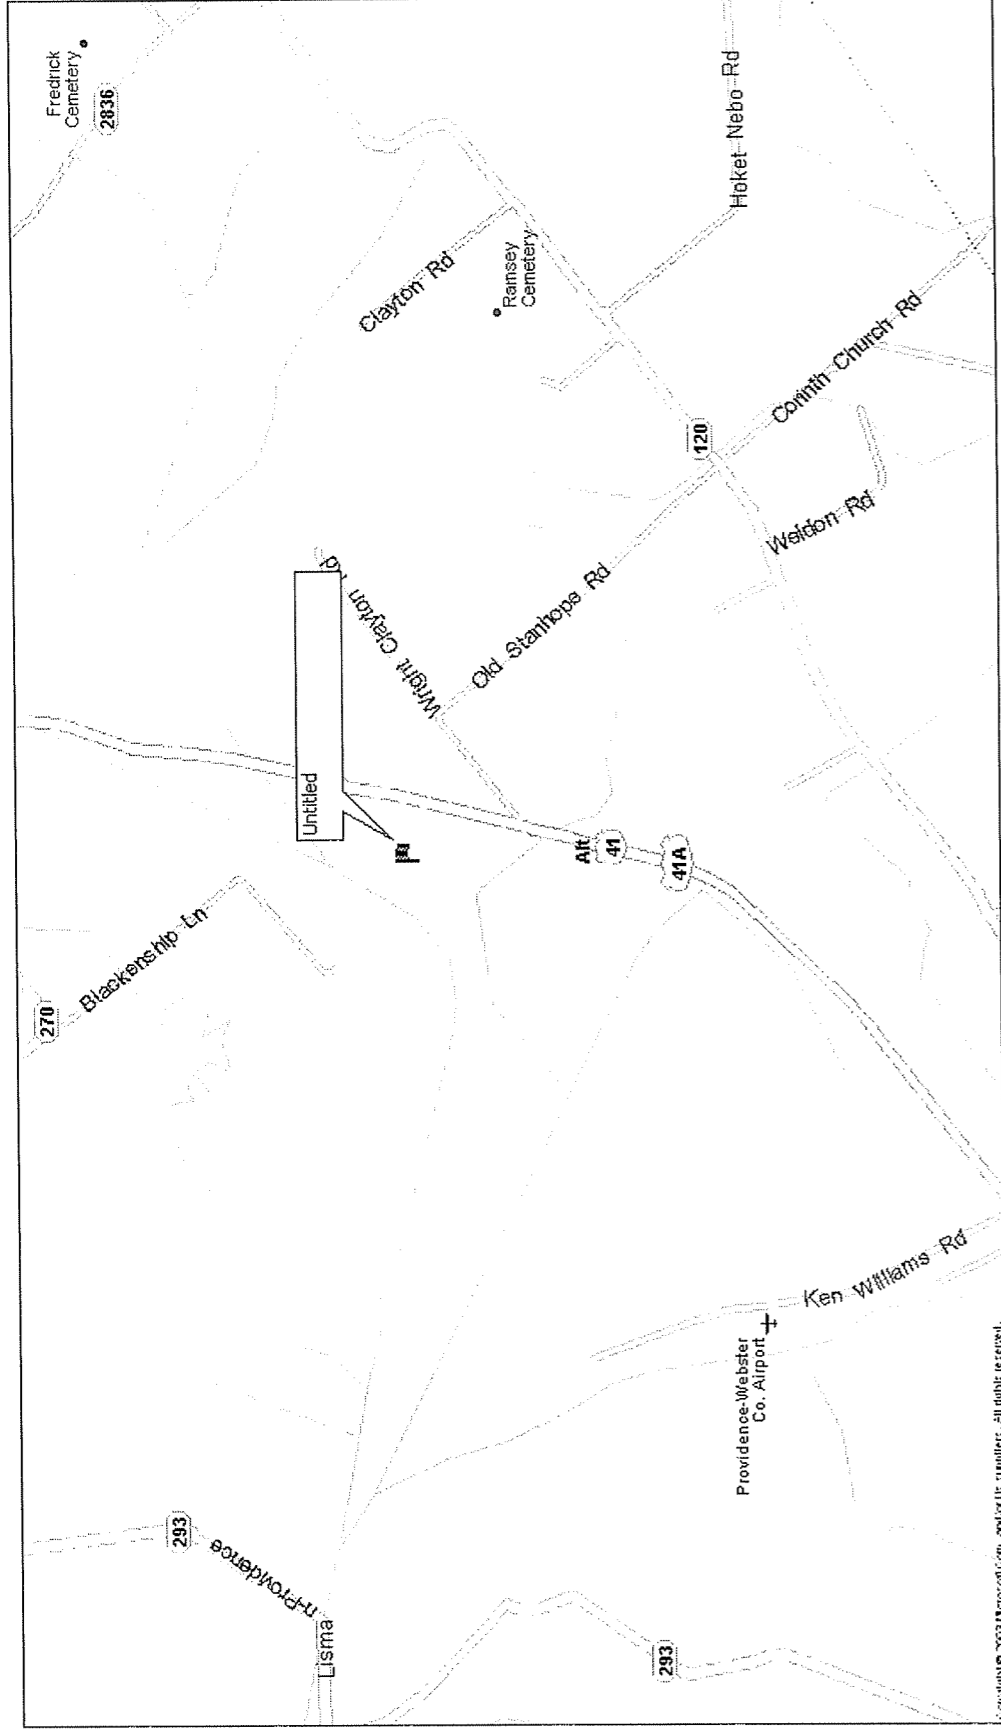 Fredrick
Cemetery
2836
Hoket Nebo Rd
Clayton Rd
Ramsey
Cemetery
Corinth Church Rd
120
Weldon Rd
Wright Clayton
Old Stanhope Rd
Untitled
Alt
41
41A
270
Blackenship Ln
Ken Williams Rd
Providence-Webster
Co. Airport
293
n-Providence
Lisma
293